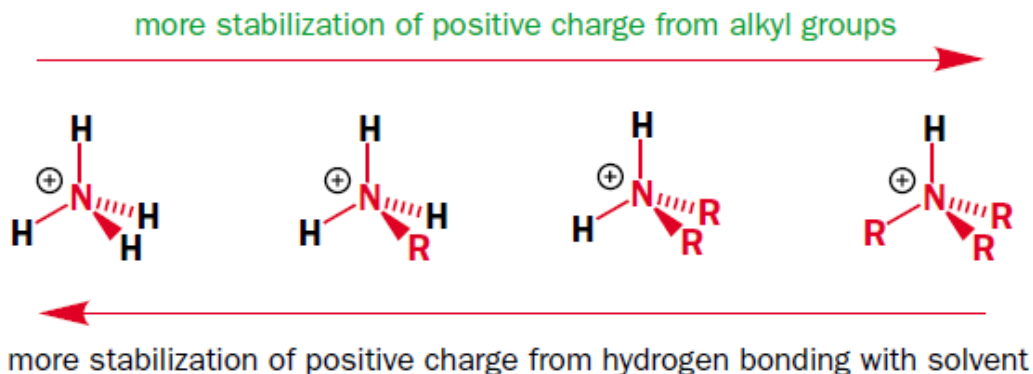 more stabilization of positive charge from alkyl groups
H H H H
⊕ ⊕ ⊕ ⊕
N N N N
H H H H H R H R R R R R
H R R R
more stabilization of positive charge from hydrogen bonding with solvent